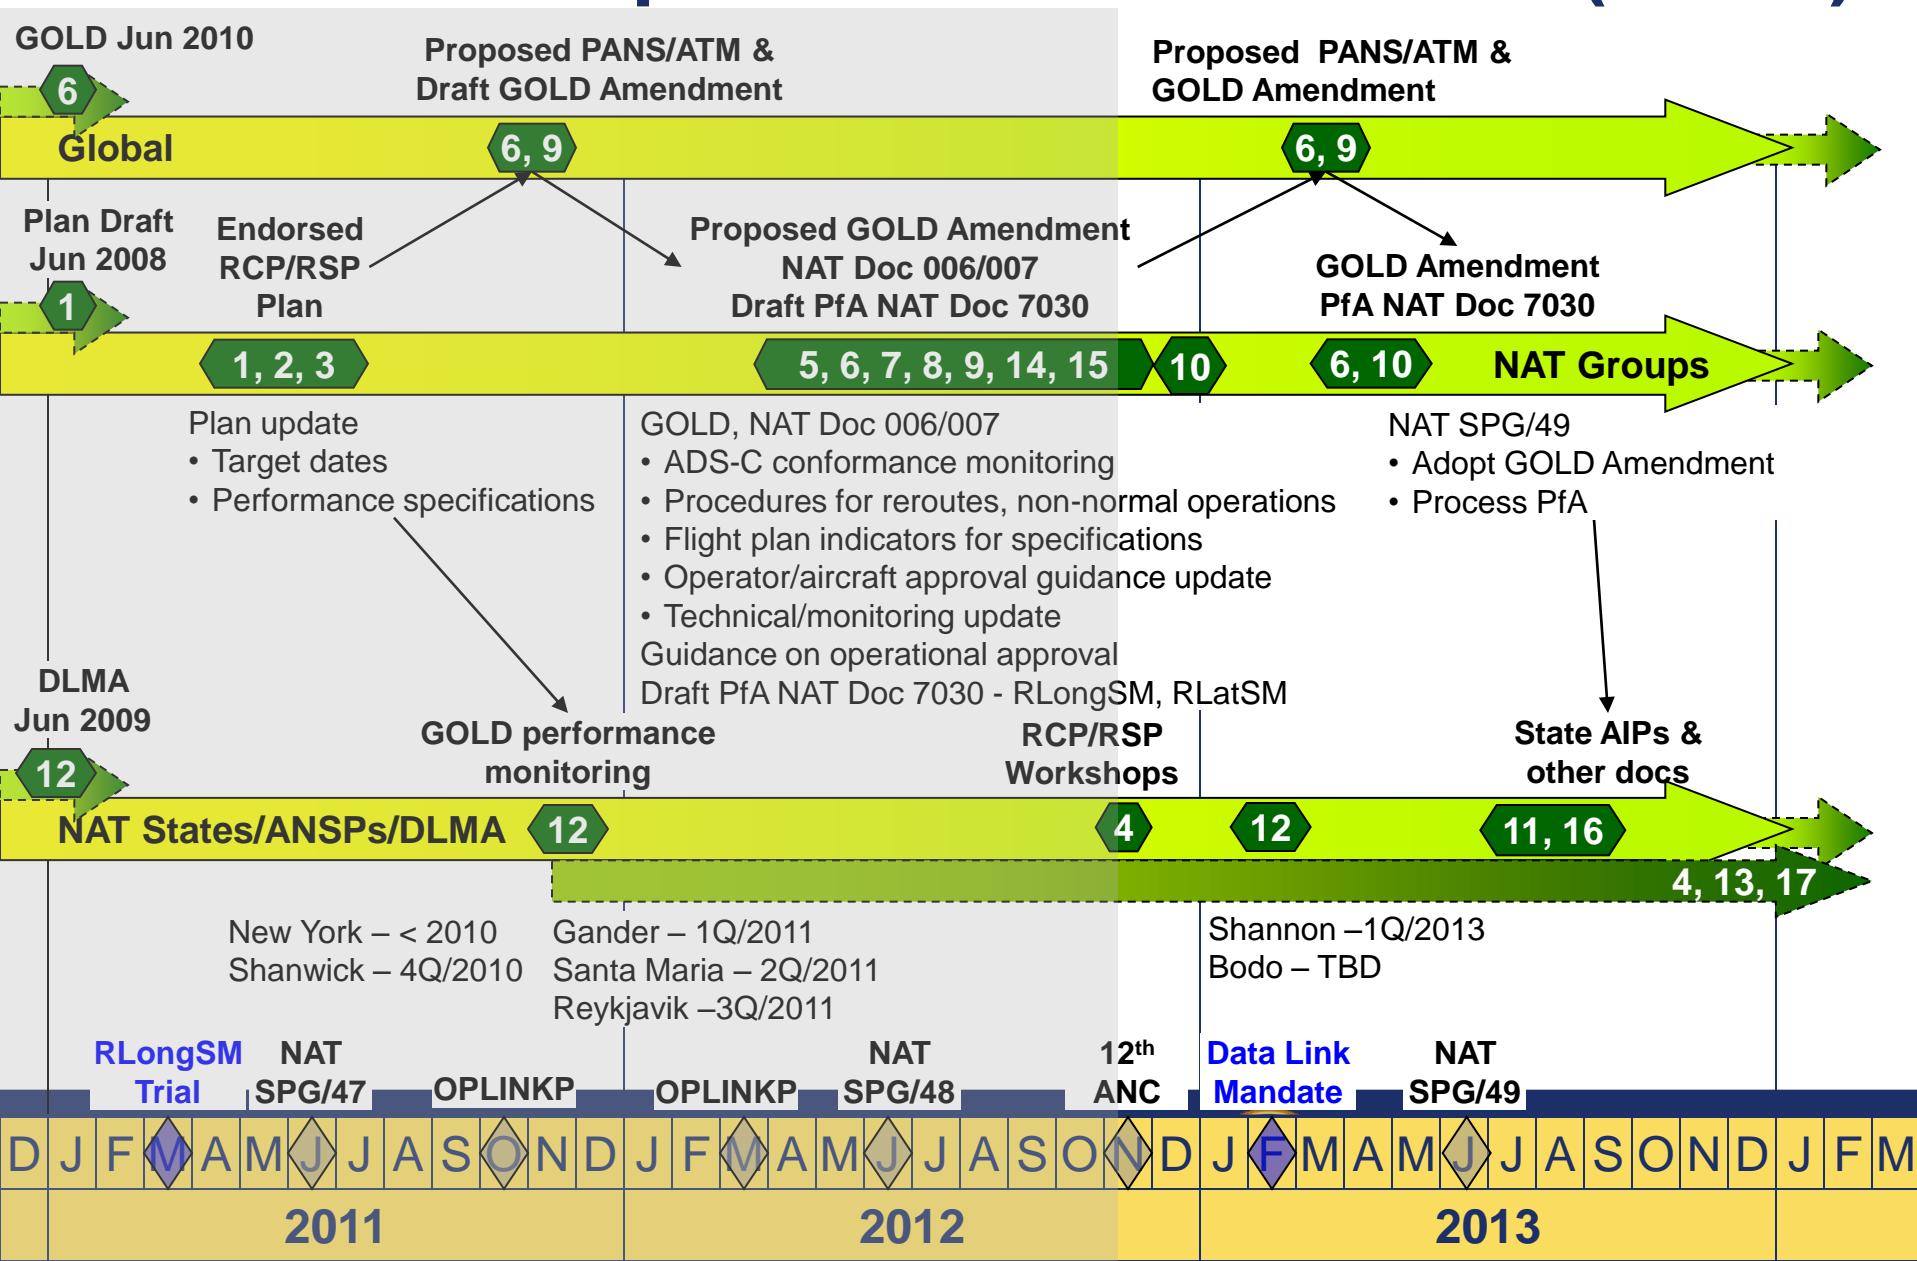 GOLD Jun 2010
Proposed PANS/ATM &
Draft GOLD Amendment
Proposed PANS/ATM &
GOLD Amendment
6
Global
6, 9
6, 9
Plan Draft
Jun 2008
Endorsed
RCP/RSP
Plan
Proposed GOLD Amendment
NAT Doc 006/007
Draft PfA NAT Doc 7030
GOLD Amendment
PfA NAT Doc 7030
1
1, 2, 3
5, 6, 7, 8, 9, 14, 15
10
6, 10
NAT Groups
Plan update
• Target dates
• Performance specifications
GOLD, NAT Doc 006/007
• ADS-C conformance monitoring
• Procedures for reroutes, non-normal operations
• Flight plan indicators for specifications
• Operator/aircraft approval guidance update
• Technical/monitoring update
Guidance on operational approval
Draft PfA NAT Doc 7030 - RLongSM, RLatSM
NAT SPG/49
• Adopt GOLD Amendment
• Process PfA
DLMA
Jun 2009
GOLD performance
monitoring
RCP/RSP
Workshops
State AIPs &
other docs
12
NAT States/ANSPs/DLMA
12
4
12
11, 16
4, 13, 17
New York – < 2010
Shanwick – 4Q/2010
Gander – 1Q/2011
Santa Maria – 2Q/2011
Reykjavik –3Q/2011
Shannon –1Q/2013
Bodo – TBD
RLongSM
Trial
NAT
SPG/47
OPLINKP
OPLINKP
NAT
SPG/48
12th
ANC
Data Link
Mandate
NAT
SPG/49
D J F M A M J J A S O N D J F M A M J J A S O N D J F M A M J J A S O N D J F M
2011 2012 2013